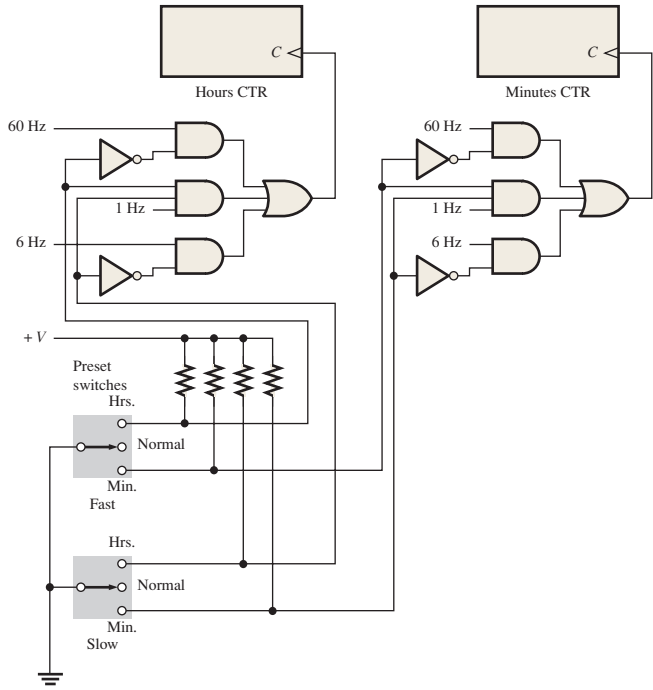 C
C
Hours CTR
Minutes CTR
60 Hz
60 Hz
1 Hz
1 Hz
6 Hz
6 Hz
+ V
Preset
switches
Hrs.
Normal
Min.
Fast
Hrs.
Normal
Min.
Slow